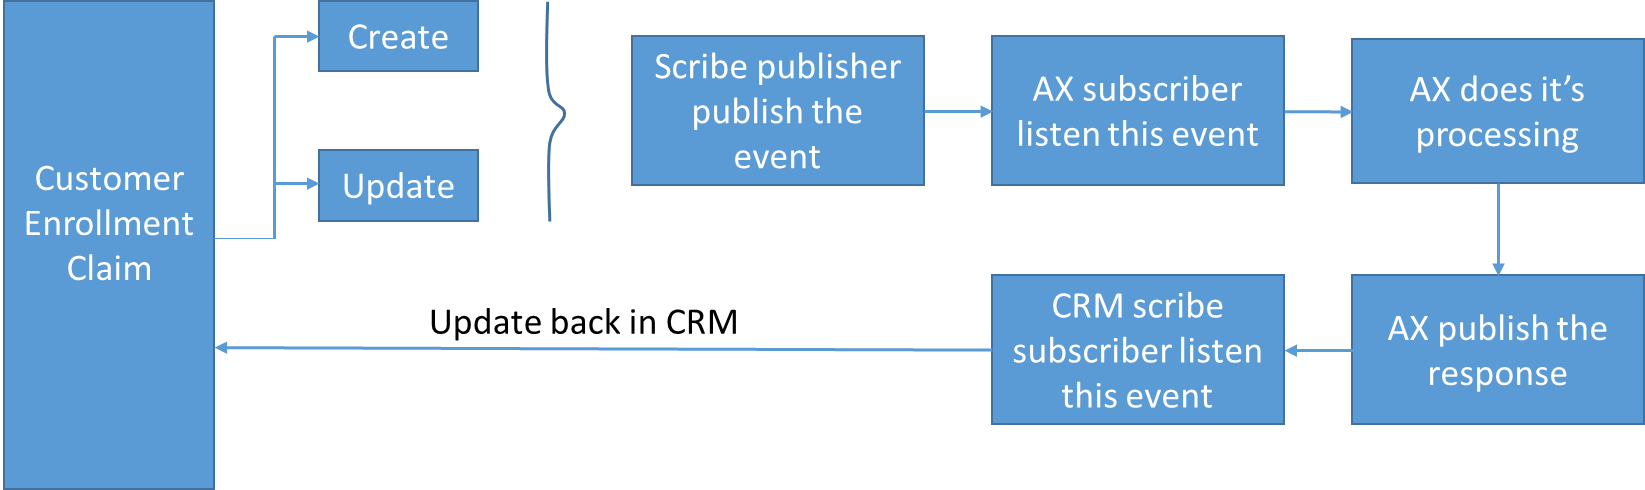 Customer
Enrollment
Claim
Create
Update
Scribe publisher
publish the
event
AX subscriber
listen this event
AX does it’s
processing
AX publish the
response
CRM scribe
subscriber listen
this event
Update back in CRM